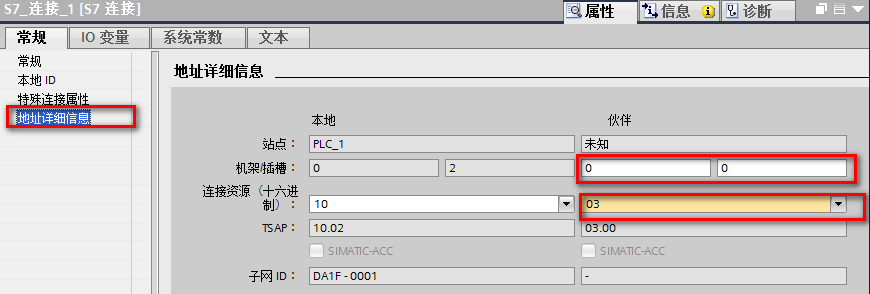 S7_连接_1 [S7 连接]
属性
信息
诊断
常规
IO 变量
系统常数
文本
常规
本地 ID
特殊连接属性
地址详细信息
地址详细信息
本地 伙伴
站点： PLC_1 未知
机架/插槽： 0 2 0 0
连接资源（十六进
制）： 10 03
TSAP： 10.02 03.00
SIMATIC-ACC SIMATIC-ACC
子网 ID： DA1F - 0001 -